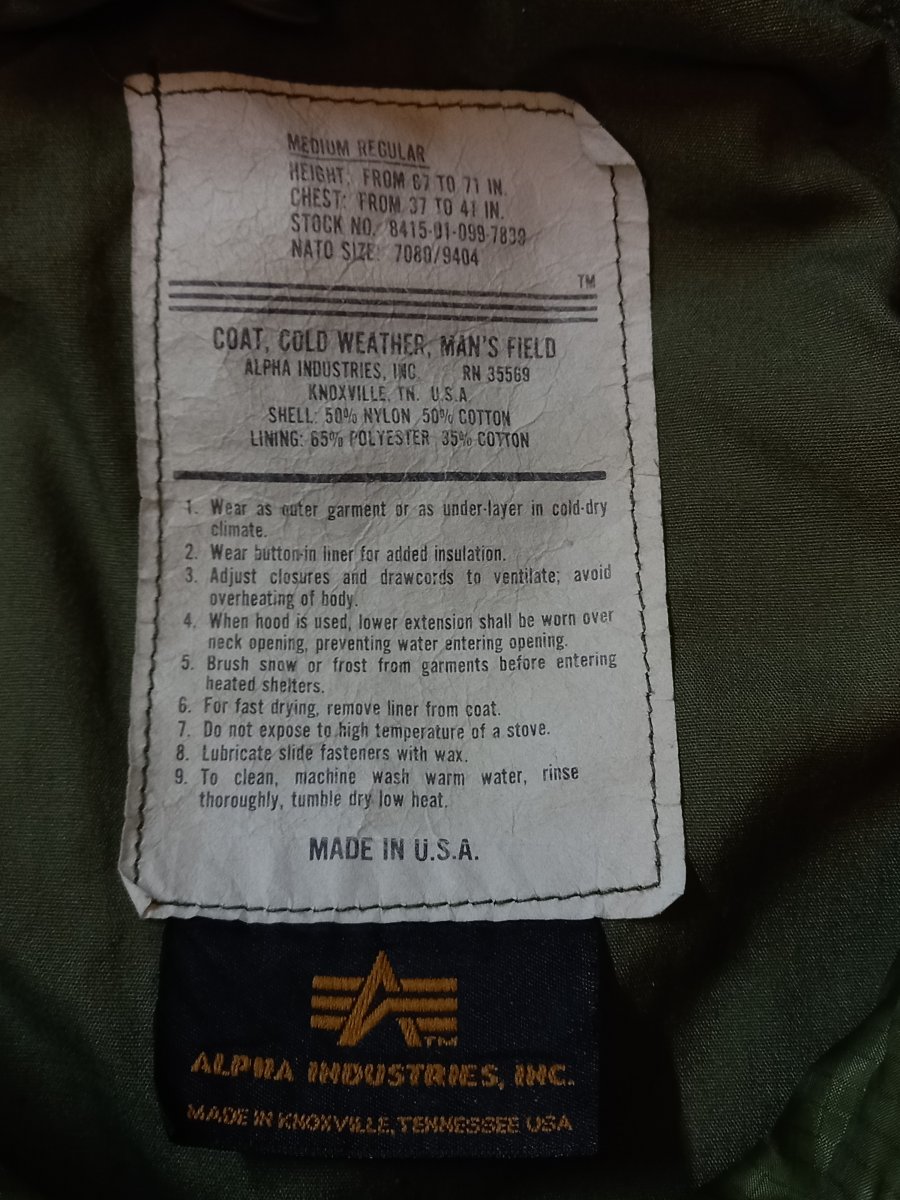 MEDIUM REGULAR
HEIGHT: FROM 67 TO 71 IN.
CHEST: FROM 37 TO 41 IN.
STOCK NO. 8415-01-099-7839
NATO SIZE: 7080/9404
TM
COAT, COLD WEATHER, MAN'S FIELD
ALPHA INDUSTRIES, INC. RN 35569
KNOXVILLE, TN. U.S.A.
SHELL: 50% NYLON 50% COTTON
LINING: 65% POLYESTER 35% COTTON
1. Wear as outer garment or as under-layer in cold-dry
climate.
2. Wear button-in liner for added insulation.
3. Adjust closures and drawcords to ventilate; avoid
overheating of body.
4. When hood is used, lower extension shall be worn over
neck opening, preventing water entering opening.
5. Brush snow or frost from garments before entering
heated shelters.
6. For fast drying, remove liner from coat.
7. Do not expose to high temperature of a stove.
8. Lubricate slide fasteners with wax.
9. To clean, machine wash warm water, rinse
thoroughly, tumble dry low heat.
MADE IN U.S.A.
TM
ALPHA INDUSTRIES, INC.
MADE IN KNOXVILLE, TENNESSEE USA